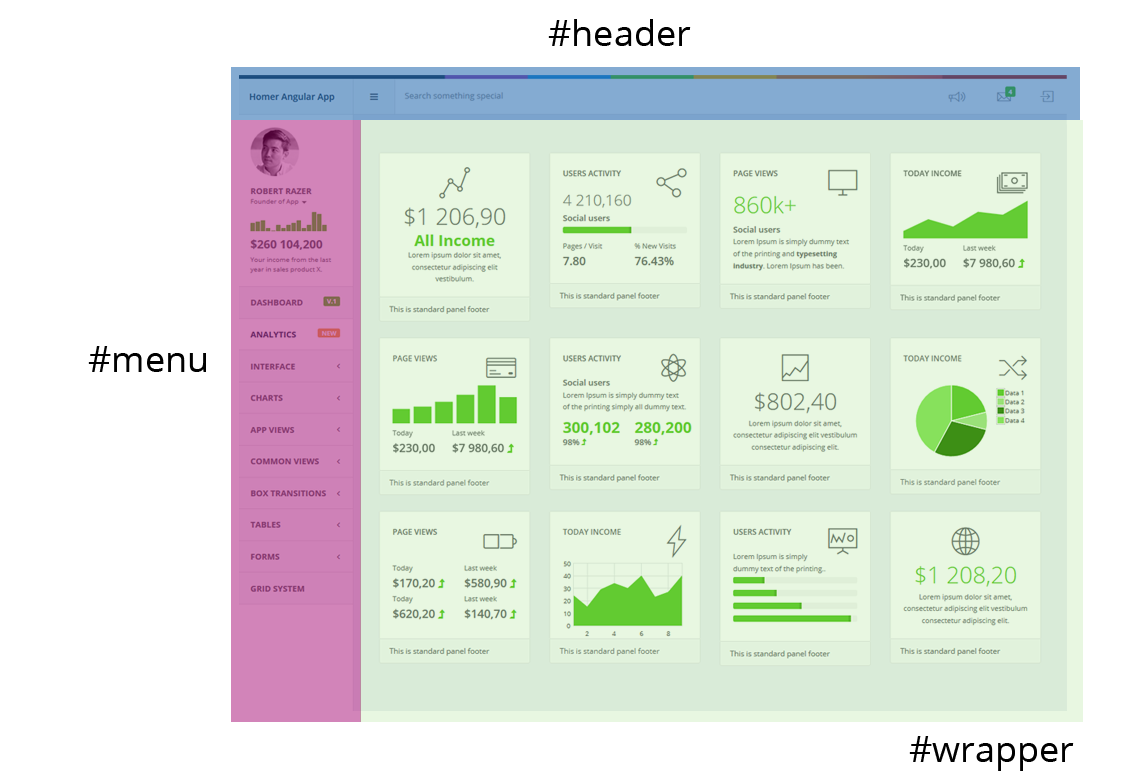 #header
Homer Angular App
Search something special
4
#menu
ROBERT RAZER
Founder of App
$260 104,200
Your income from the last
year in sales product X.
DASHBOARD V.1
ANALYTICS NEW
INTERFACE
CHARTS
APP VIEWS
COMMON VIEWS
BOX TRANSITIONS
TABLES
FORMS
GRID SYSTEM
$1 206,90
All Income
Lorem ipsum dolor sit amet,
consectetur adipiscing elit
vestibulum.
This is standard panel footer
USERS ACTIVITY
4 210,160
Social users
Pages / Visit % New Visits
7.80 76.43%
This is standard panel footer
PAGE VIEWS
860k+
Social users
Lorem Ipsum is simply dummy text
of the printing and typesetting
industry. Lorem Ipsum has been.
This is standard panel footer
TODAY INCOME
Today Last week
$230,00 $7 980,60
This is standard panel footer
PAGE VIEWS
Today Last week
$230,00 $7 980,60
This is standard panel footer
USERS ACTIVITY
Social users
Lorem Ipsum is simply dummy text
of the printing simply all dummy text.
300,102 280,200
98% 98%
This is standard panel footer
$802,40
Lorem ipsum dolor sit amet,
consectetur adipiscing elit vestibulum
consectetur adipiscing elit.
This is standard panel footer
TODAY INCOME
Data 1
Data 2
Data 3
Data 4
This is standard panel footer
PAGE VIEWS
Today Last week
$170,20 $580,90
Today Last week
$620,20 $140,70
This is standard panel footer
TODAY INCOME
50
40
30
20
10
0
2 4 6 8
This is standard panel footer
USERS ACTIVITY
Lorem Ipsum is simply
dummy text of the printing..
This is standard panel footer
$1 208,20
Lorem ipsum dolor sit amet,
consectetur adipiscing elit vestibulum
consectetur adipiscing elit.
This is standard panel footer
#wrapper